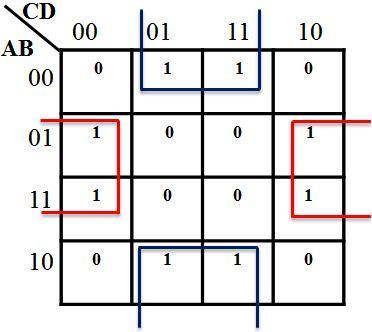 CD
AB
00 01 11 10
00 0 1 1 0
01 1 0 0 1
11 1 0 0 1
10 0 1 1 0